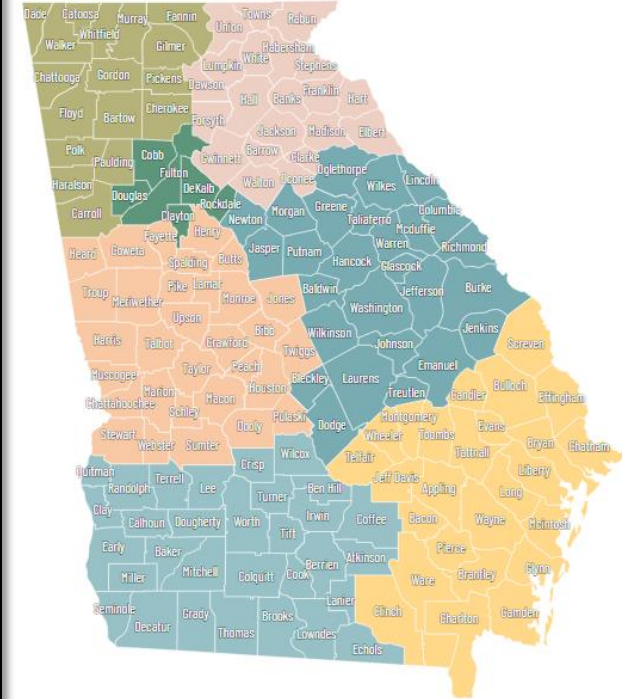 Dade Catoosa Murray Fannin
Whitfield
Walker Gilmer
Chattooga Gordon Pickens
Floyd Bartow Cherokee
Polk Paulding
Haralson
Carroll
Union Towns Rabun
Habersham
Lumpkin White Stephens
Dawson
Hall Banks Franklin Hart
Forsyth
Jackson Madison Elbert
Gwinnett Barrow Clarke
Walton Oconee
Cobb
Fulton
DeKalb
Douglas Rockdale
Clayton
Oglethorpe
Wilkes Lincoln
Newton Morgan Greene Taliaferro Columbia
Mcduffie
Warren
Jasper Putnam Hancock Richmond
Glascock
Baldwin Jefferson Burke
Washington
Wilkinson Jenkins
Johnson
Emanuel
Bleckley Laurens
Treutlen
Dodge
Fayette Henry
Heard Coweta
Spalding Butts
Troup Pike Lamar
Meriwether Monroe Jones
Upson
Harris Talbot Crawford Bibb
Twiggs
Taylor Peach
Muscogee
Marion Macon Houston
Chattahoochee
Schley
Dooly Pulaski
Stewart
Webster Sumter
Quitman
Randolph Terrell Lee Crisp Wilcox
Clay
Calhoun Dougherty Worth Turner Ben Hill
Irwin Coffee
Early Baker Tift
Miller Mitchell Colquitt Cook Berrien Atkinson
Lanier
Seminole
Decatur Grady Thomas Brooks Lowndes
Echols
Screven
Candler Bulloch Effingham
Montgomery
Wheeler Toombs Evans
Tattnall Bryan Chatham
Telfair
Jeff Davis Appling Liberty
Long
Bacon Wayne Mcintosh
Pierce
Ware Brantley Glynn
Clinch Charlton Camden